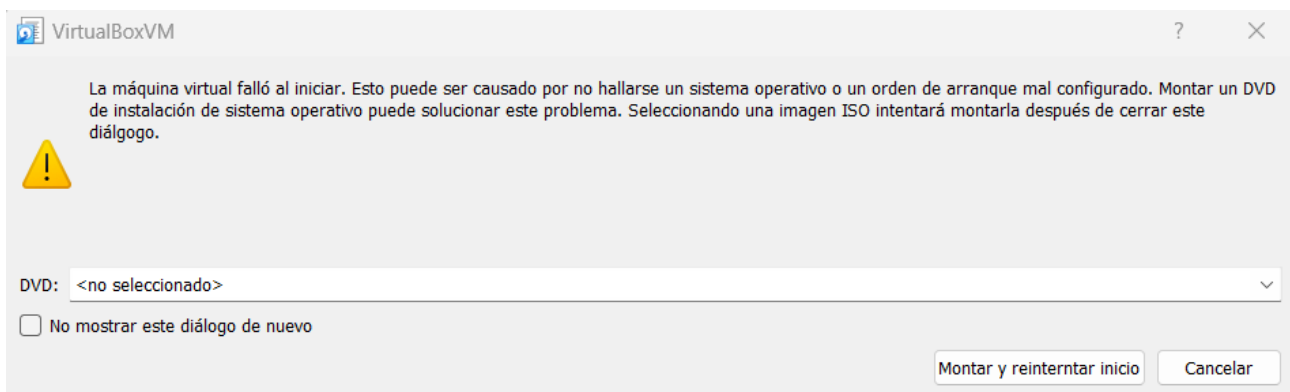 VirtualBoxVM
La máquina virtual falló al iniciar. Esto puede ser causado por no hallarse un sistema operativo o un orden de arranque mal configurado. Montar un DVD
de instalación de sistema operativo puede solucionar este problema. Seleccionando una imagen ISO intentará montarla después de cerrar este
diálgogo.
DVD: <no seleccionado>
No mostrar este diálogo de nuevo
Montar y reinterntar inicio Cancelar